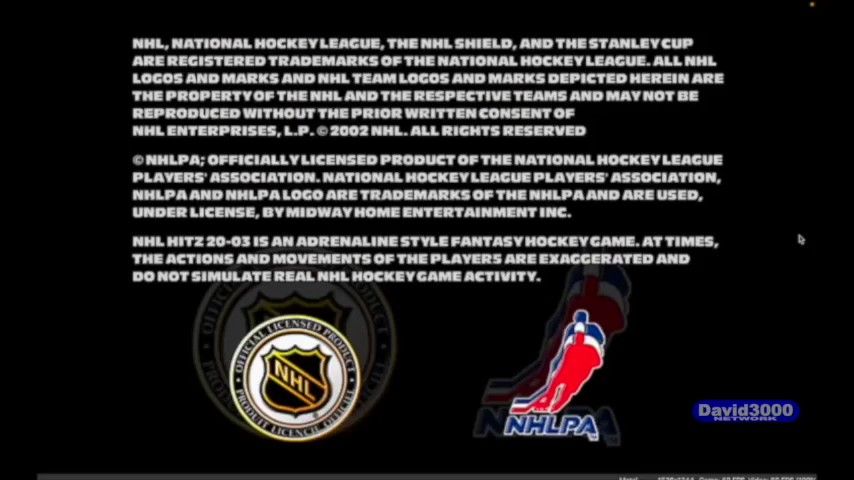 NHL, NATIONAL HOCKEY LEAGUE, THE NHL SHIELD, AND THE STANLEY CUP
ARE REGISTERED TRADEMARKS OF THE NATIONAL HOCKEY LEAGUE. ALL NHL
LOGOS AND MARKS AND NHL TEAM LOGOS AND MARKS DEPICTED HEREIN ARE
THE PROPERTY OF THE NHL AND THE RESPECTIVE TEAMS AND MAY NOT BE
REPRODUCED WITHOUT THE PRIOR WRITTEN CONSENT OF
NHL ENTERPRISES, L.P. © 2002 NHL. ALL RIGHTS RESERVED
© NHLPA; OFFICIALLY LICENSED PRODUCT OF THE NATIONAL HOCKEY LEAGUE
PLAYERS' ASSOCIATION. NATIONAL HOCKEY LEAGUE PLAYERS' ASSOCIATION,
NHLPA AND NHLPA LOGO ARE TRADEMARKS OF THE NHLPA AND ARE USED,
UNDER LICENSE, BY MIDWAY HOME ENTERTAINMENT INC.
NHL HITZ 20-03 IS AN ADRENALINE STYLE FANTASY HOCKEY GAME. AT TIMES,
THE ACTIONS AND MOVEMENTS OF THE PLAYERS ARE EXAGGERATED AND
DO NOT SIMULATE REAL NHL HOCKEY GAME ACTIVITY.
OFFICIAL LICENSED PRODUCT
NHL
PRODUIT LICENCIÉ OFFICIEL
NHLPA
David3000
NETWORK